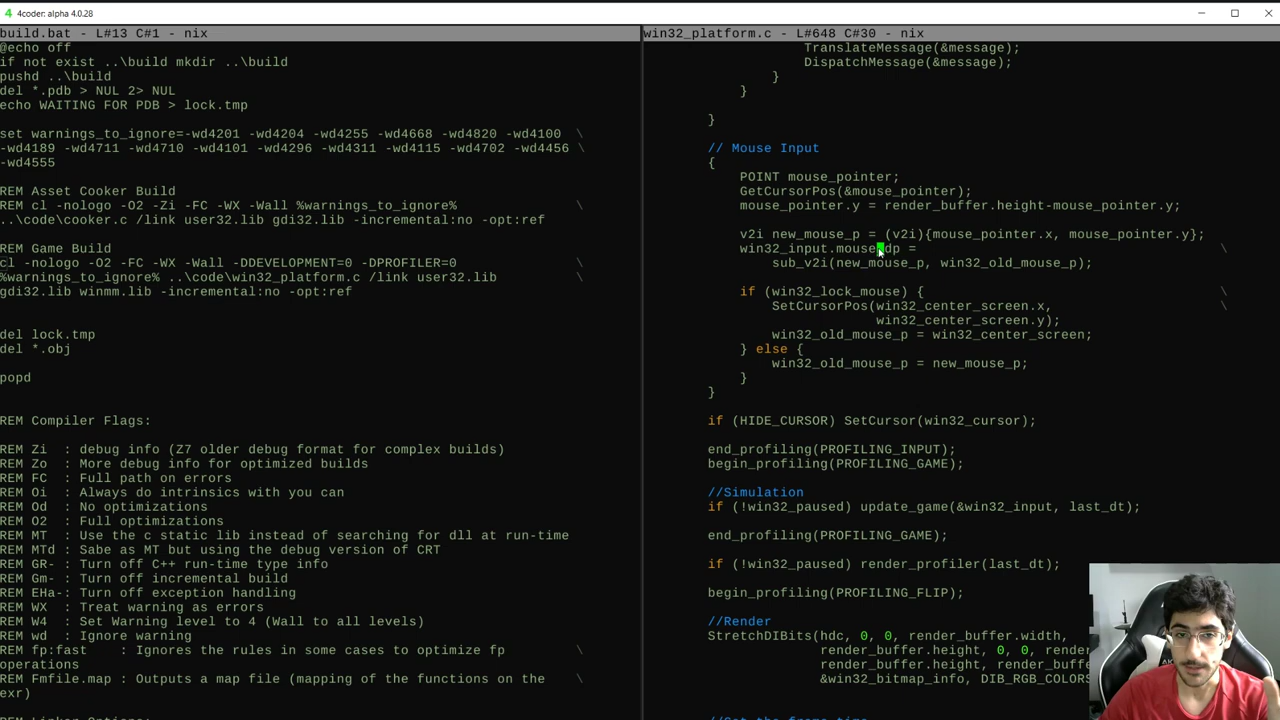 4coder: alpha 4.0.28
build.bat - L#13 C#1 - nix
@echo off
if not exist ..\build mkdir ..\build
pushd ..\build
del *.pdb > NUL 2> NUL
echo WAITING FOR PDB > lock.tmp
set warnings_to_ignore=-wd4201 -wd4204 -wd4255 -wd4668 -wd4820 -wd4100 \
-wd4189 -wd4711 -wd4710 -wd4101 -wd4296 -wd4311 -wd4115 -wd4702 -wd4456 \
-wd4555
REM Asset Cooker Build
REM cl -nologo -O2 -Zi -FC -WX -Wall %warnings_to_ignore% \
..\code\cooker.c /link user32.lib gdi32.lib -incremental:no -opt:ref
REM Game Build
cl -nologo -O2 -FC -WX -Wall -DDEVELOPMENT=0 -DPROFILER=0 \
%warnings_to_ignore% ..\code\win32_platform.c /link user32.lib \
gdi32.lib winmm.lib -incremental:no -opt:ref
del lock.tmp
del *.obj
popd
REM Compiler Flags:
REM Zi : debug info (Z7 older debug format for complex builds)
REM Zo : More debug info for optimized builds
REM FC : Full path on errors
REM Oi : Always do intrinsics with you can
REM Od : No optimizations
REM O2 : Full optimizations
REM MT : Use the c static lib instead of searching for dll at run-time
REM MTd : Sabe as MT but using the debug version of CRT
REM GR- : Turn off C++ run-time type info
REM Gm- : Turn off incremental build
REM EHa- : Turn off exception handling
REM WX : Treat warning as errors
REM W4 : Set Warning level to 4 (Wall to all levels)
REM wd : Ignore warning
REM fp:fast : Ignores the rules in some cases to optimize fp \
operations
REM Fmfile.map : Outputs a map file (mapping of the functions on the \
exr)
REM Linker Options:
win32_platform.c - L#648 C#30 - nix
TranslateMessage(&message);
DispatchMessage(&message);
}
}
}
// Mouse Input
{
POINT mouse_pointer;
GetCursorPos(&mouse_pointer);
mouse_pointer.y = render_buffer.height-mouse_pointer.y;
v2i new_mouse_p = (v2i){mouse_pointer.x, mouse_pointer.y};
win32_input.mouse_dp = \
sub_v2i(new_mouse_p, win32_old_mouse_p);
if (win32_lock_mouse) {
SetCursorPos(win32_center_screen.x, \
win32_center_screen.y);
win32_old_mouse_p = win32_center_screen;
} else {
win32_old_mouse_p = new_mouse_p;
}
}
if (HIDE_CURSOR) SetCursor(win32_cursor);
end_profiling(PROFILING_INPUT);
begin_profiling(PROFILING_GAME);
//Simulation
if (!win32_paused) update_game(&win32_input, last_dt);
end_profiling(PROFILING_GAME);
if (!win32_paused) render_profiler(last_dt);
begin_profiling(PROFILING_FLIP);
//Render
StretchDIBits(hdc, 0, 0, render_buffer.width,
render_buffer.height, 0, 0, render
render_buffer.height, render_buffe
&win32_bitmap_info, DIB_RGB_COLORS